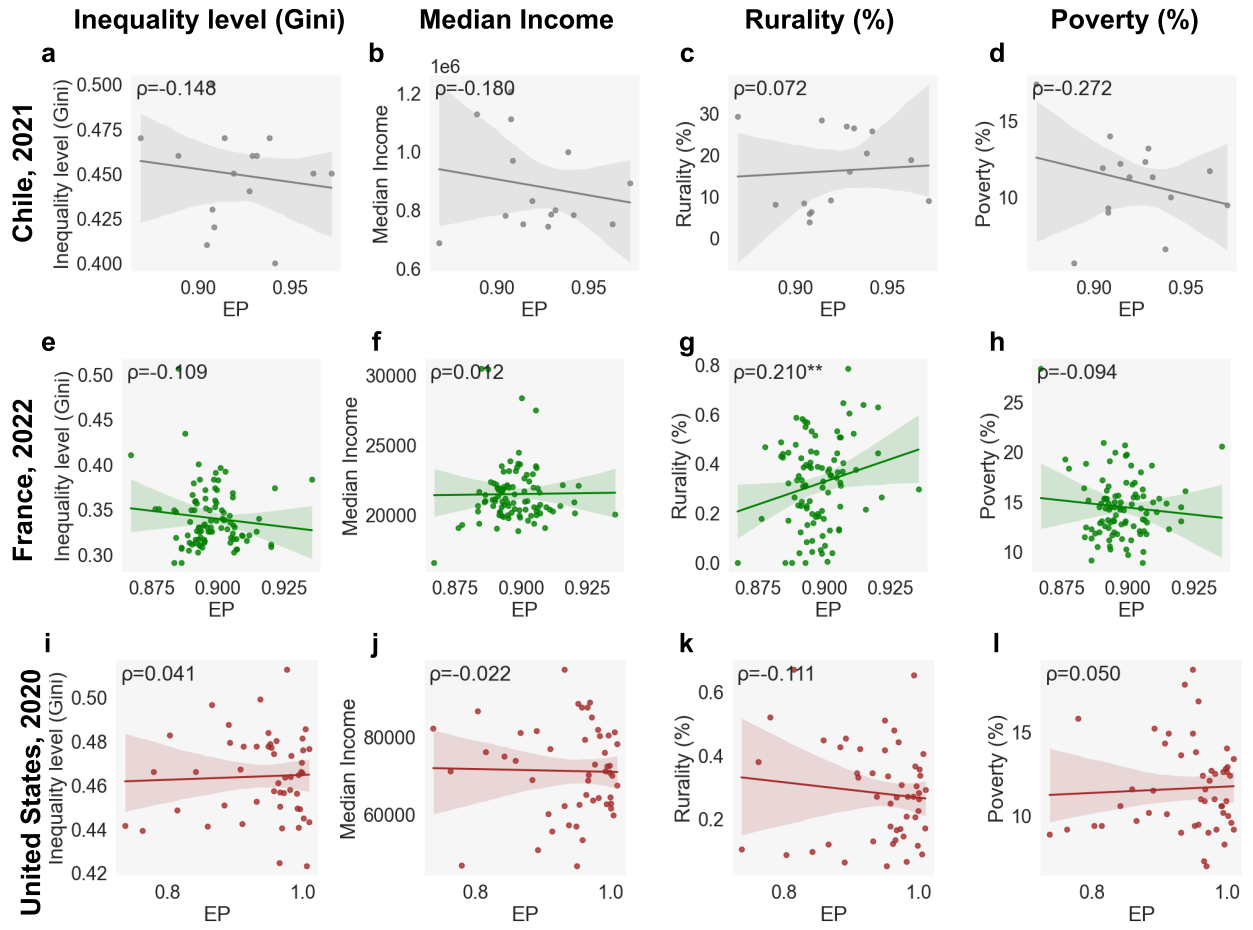 Inequality level (Gini) Median Income Rurality (%) Poverty (%)
Chile, 2021
a
ρ=-0.148
Inequality level (Gini)
0.500
0.475
0.450
0.425
0.400
0.90 0.95
EP
b
1e6
ρ=-0.180
Median Income
1.2
1.0
0.8
0.6
0.90 0.95
EP
c
ρ=0.072
Rurality (%)
30
20
10
0
0.90 0.95
EP
d
ρ=-0.272
Poverty (%)
15
10
0.90 0.95
EP
France, 2022
e
ρ=-0.109
Inequality level (Gini)
0.50
0.45
0.40
0.35
0.30
0.875 0.900 0.925
EP
f
ρ=0.012
Median Income
30000
25000
20000
0.875 0.900 0.925
EP
g
ρ=0.210**
Rurality (%)
0.8
0.6
0.4
0.2
0.0
0.875 0.900 0.925
EP
h
ρ=-0.094
Poverty (%)
25
20
15
10
0.875 0.900 0.925
EP
United States, 2020
i
ρ=0.041
Inequality level (Gini)
0.50
0.48
0.46
0.44
0.42
0.8 1.0
EP
j
ρ=-0.022
Median Income
80000
60000
0.8 1.0
EP
k
ρ=-0.111
Rurality (%)
0.6
0.4
0.2
0.8 1.0
EP
l
ρ=0.050
Poverty (%)
15
10
0.8 1.0
EP